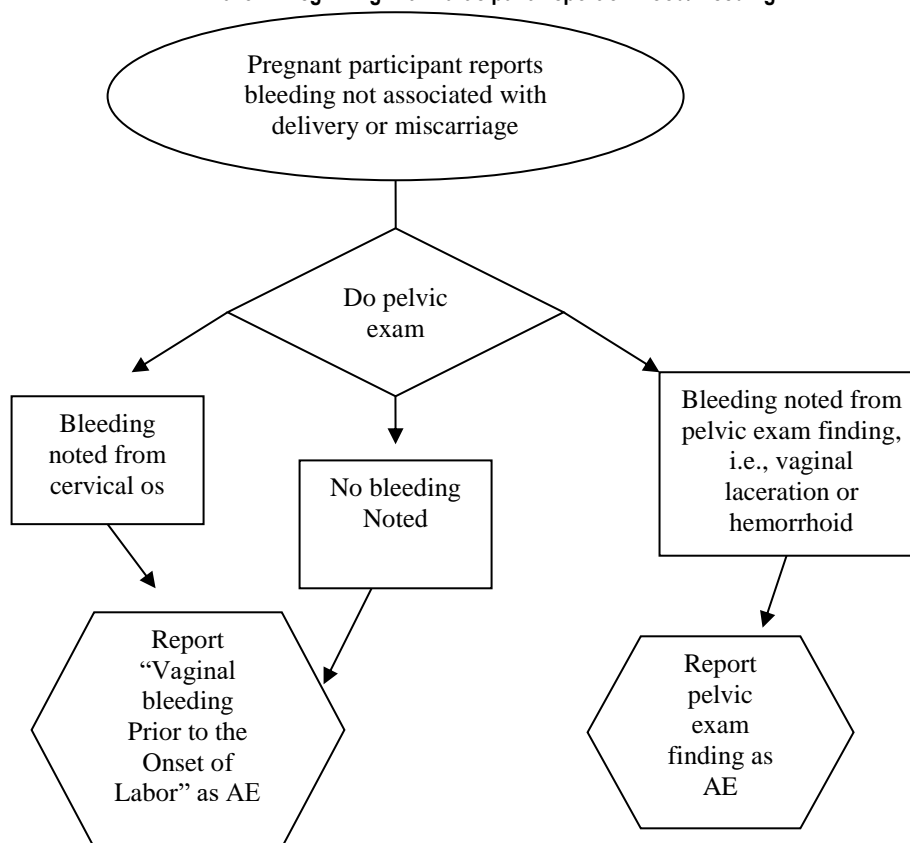 Pregnant participant reports
bleeding not associated with
delivery or miscarriage
Do pelvic
exam
Bleeding
noted from
cervical os
No bleeding
Noted
Bleeding noted from
pelvic exam finding,
i.e., vaginal
laceration or
hemorrhoid
Report
“Vaginal
bleeding
Prior to the
Onset of
Labor” as AE
Report
pelvic
exam
finding as
AE